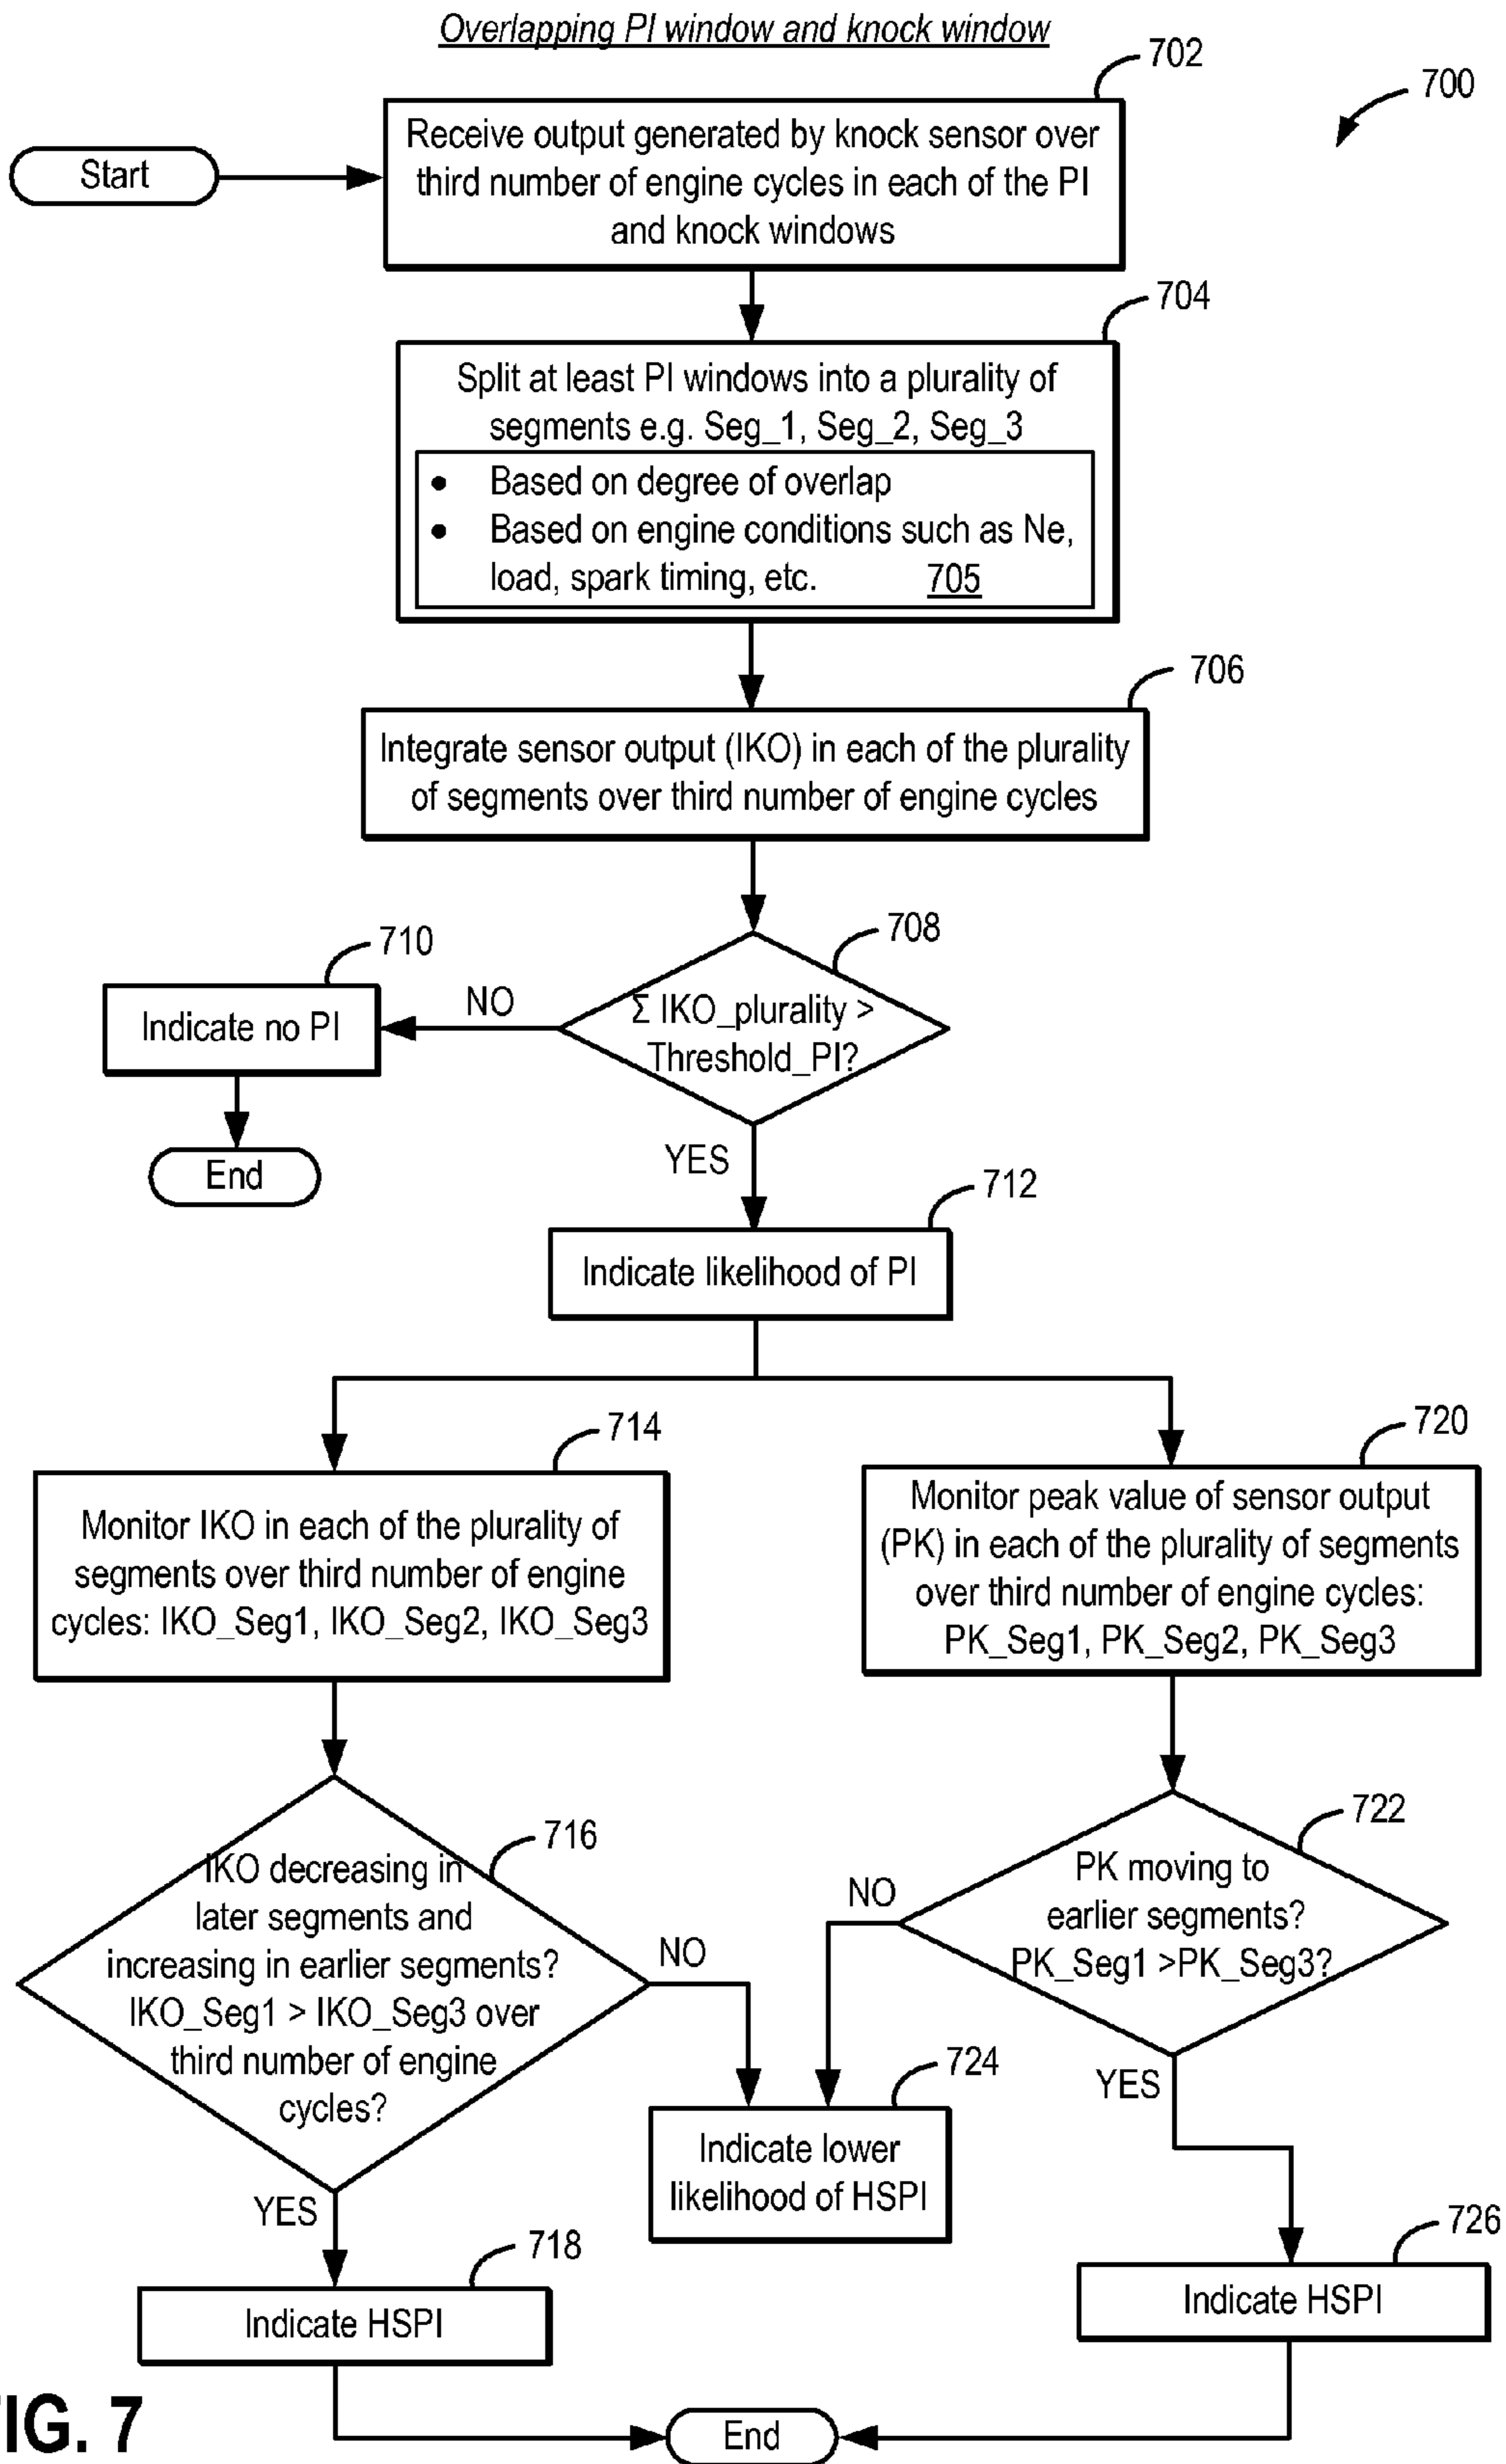 Overlapping PI window and knock window
702
700
Start
Receive output generated by knock sensor over
third number of engine cycles in each of the PI
and knock windows
704
Split at least PI windows into a plurality of
segments e.g. Seg_1, Seg_2, Seg_3
• Based on degree of overlap
• Based on engine conditions such as Ne,
load, spark timing, etc. 705
706
Integrate sensor output (IKO) in each of the plurality
of segments over third number of engine cycles
708
710
Σ IKO_plurality >
Threshold_PI?
NO
Indicate no PI
End
YES
712
Indicate likelihood of PI
714
Monitor IKO in each of the plurality of
segments over third number of engine
cycles: IKO_Seg1, IKO_Seg2, IKO_Seg3
720
Monitor peak value of sensor output
(PK) in each of the plurality of segments
over third number of engine cycles:
PK_Seg1, PK_Seg2, PK_Seg3
716
IKO decreasing in
later segments and
increasing in earlier segments?
IKO_Seg1 > IKO_Seg3 over
third number of engine
cycles?
NO
722
PK moving to
earlier segments?
PK_Seg1 >PK_Seg3?
NO
724
Indicate lower
likelihood of HSPI
YES
YES
718
Indicate HSPI
726
Indicate HSPI
End
IG. 7